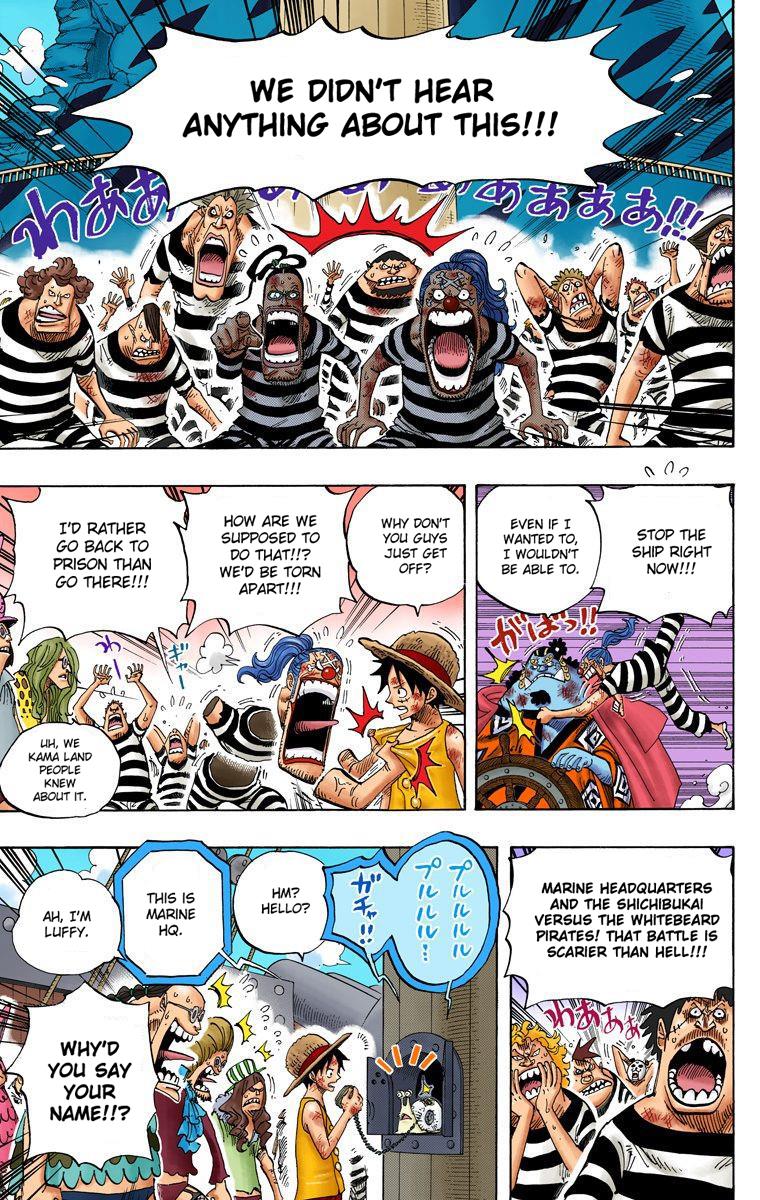 WE DIDN'T HEAR
ANYTHING ABOUT THIS!!!
わああ
ああああ!!!
STOP THE
SHIP RIGHT
NOW!!!
EVEN IF I
WANTED TO,
I WOULDN'T
BE ABLE TO.
がばっ!!
WHY DON'T
YOU GUYS
JUST GET
OFF?
HOW ARE WE
SUPPOSED TO
DO THAT!!?
WE'D BE TORN
APART!!!
I'D RATHER
GO BACK TO
PRISON THAN
GO THERE!!!
ギャー
わー
UH, WE
KAMA LAND
PEOPLE
KNEW
ABOUT IT.
MARINE HEADQUARTERS
AND THE SHICHIBUKAI
VERSUS THE WHITEBEARD
PIRATES! THAT BATTLE IS
SCARIER THAN HELL!!!
わあああ
プルルルル
プルルル…
ガチャ!!
HM?
HELLO?
THIS IS
MARINE
HQ.
AH, I'M
LUFFY.
WHY'D
YOU SAY
YOUR
NAME!!?